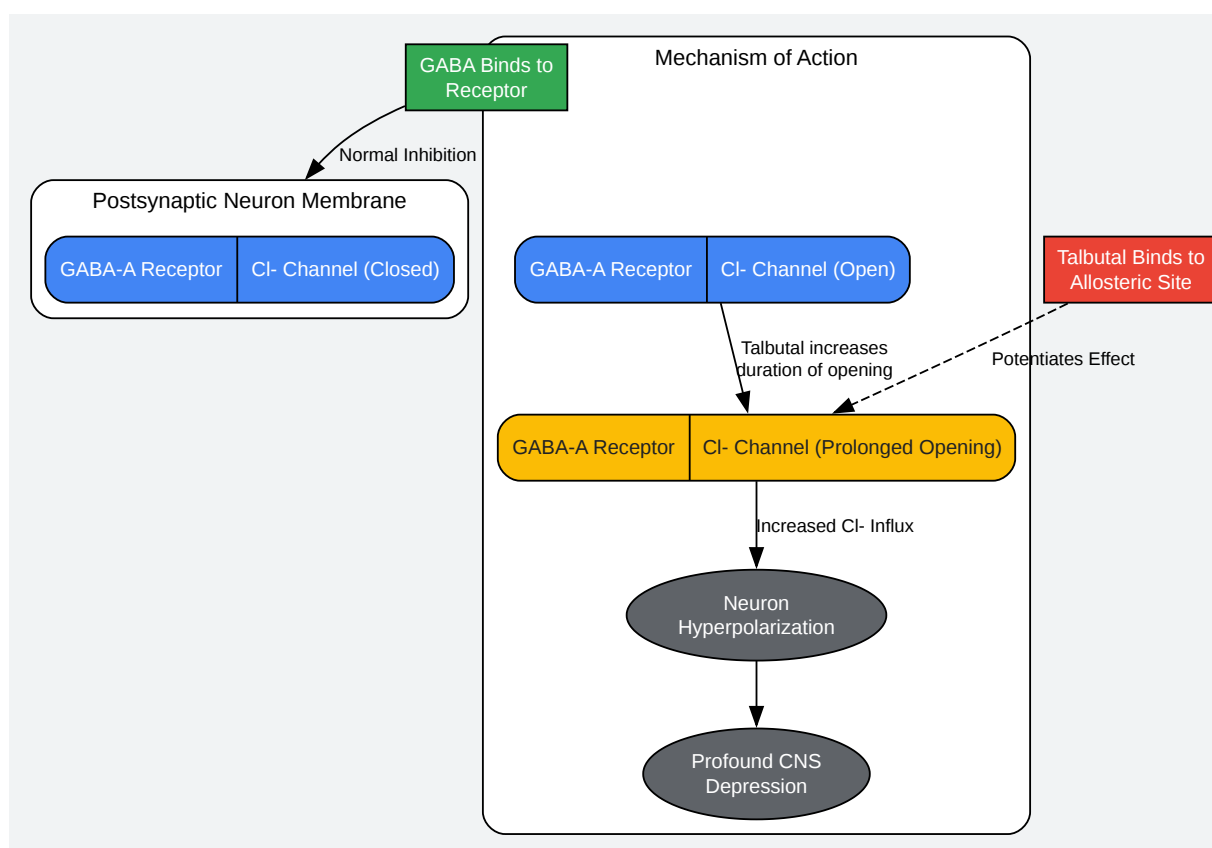 Mechanism of Action
GABA Binds to
Receptor
Normal Inhibition
Postsynaptic Neuron Membrane
GABA-A Receptor
Cl- Channel (Closed)
GABA-A Receptor
Cl- Channel (Open)
Talbutal Binds to
Allosteric Site
Talbutal increases
duration of opening
Potentiates Effect
GABA-A Receptor
Cl- Channel (Prolonged Opening)
Increased Cl- Influx
Neuron
Hyperpolarization
Profound CNS
Depression